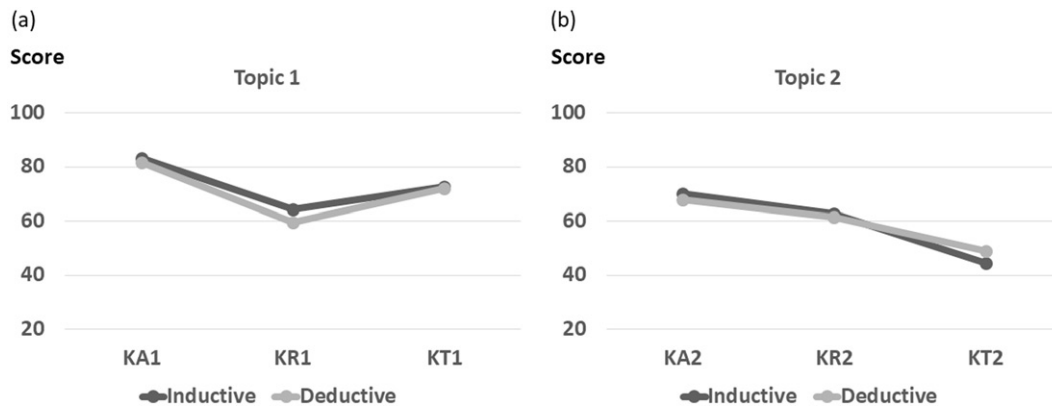 (a)
Score
Topic 1
100
80
60
40
20
KA1 KR1 KT1
Inductive Deductive
(b)
Score
Topic 2
100
80
60
40
20
KA2 KR2 KT2
Inductive Deductive